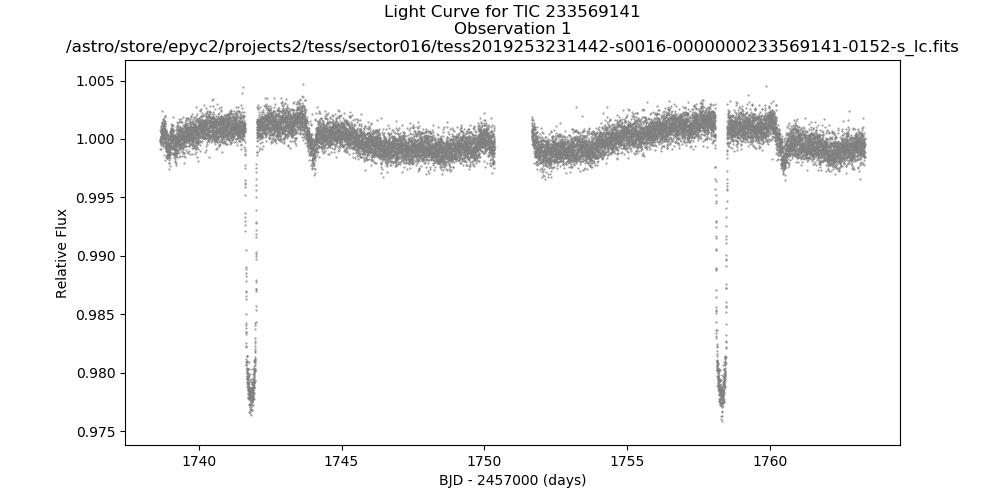 Light Curve for TIC 233569141
Observation 1
/astro/store/epyc2/projects2/tess/sector016/tess2019253231442-s0016-0000000233569141-0152-s_lc.fits
1.005
1.000
0.995
0.990
0.985
0.980
0.975
Relative Flux
1740
1745
1750
1755
1760
BJD - 2457000 (days)